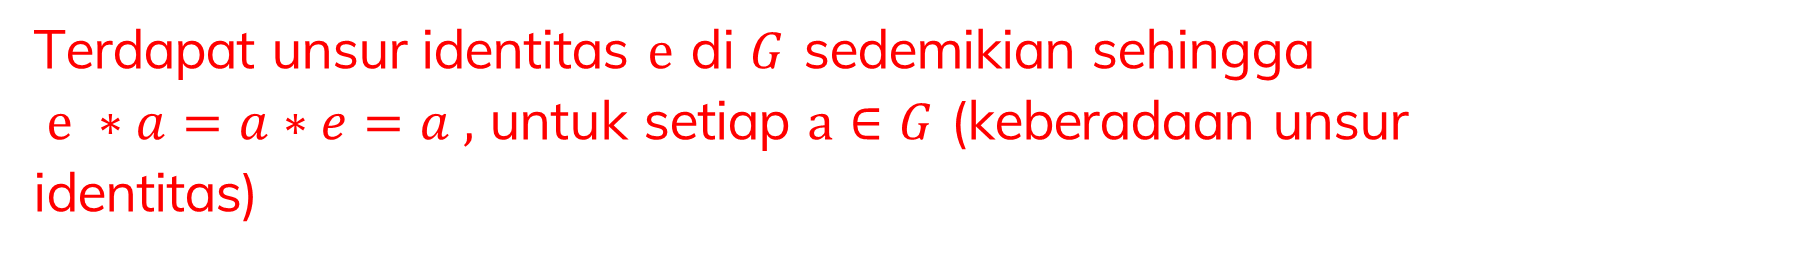 Terdapat unsur identitas e di 𝐺 sedemikian sehingga
e ∗ 𝑎 = 𝑎 ∗ 𝑒 = 𝑎 , untuk setiap a ∈ 𝐺 (keberadaan unsur
identitas)